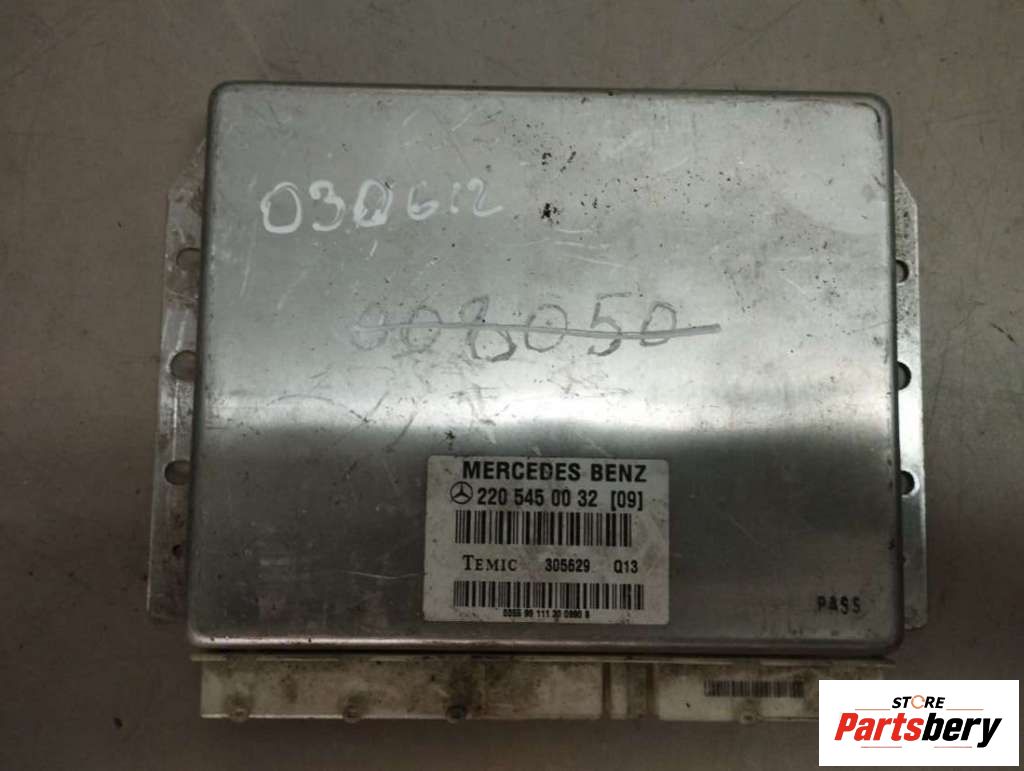 030612
008050
MERCEDES BENZ
220 545 00 32 [09]
TEMIC 305629 Q13
PASS
STORE
Partsbery